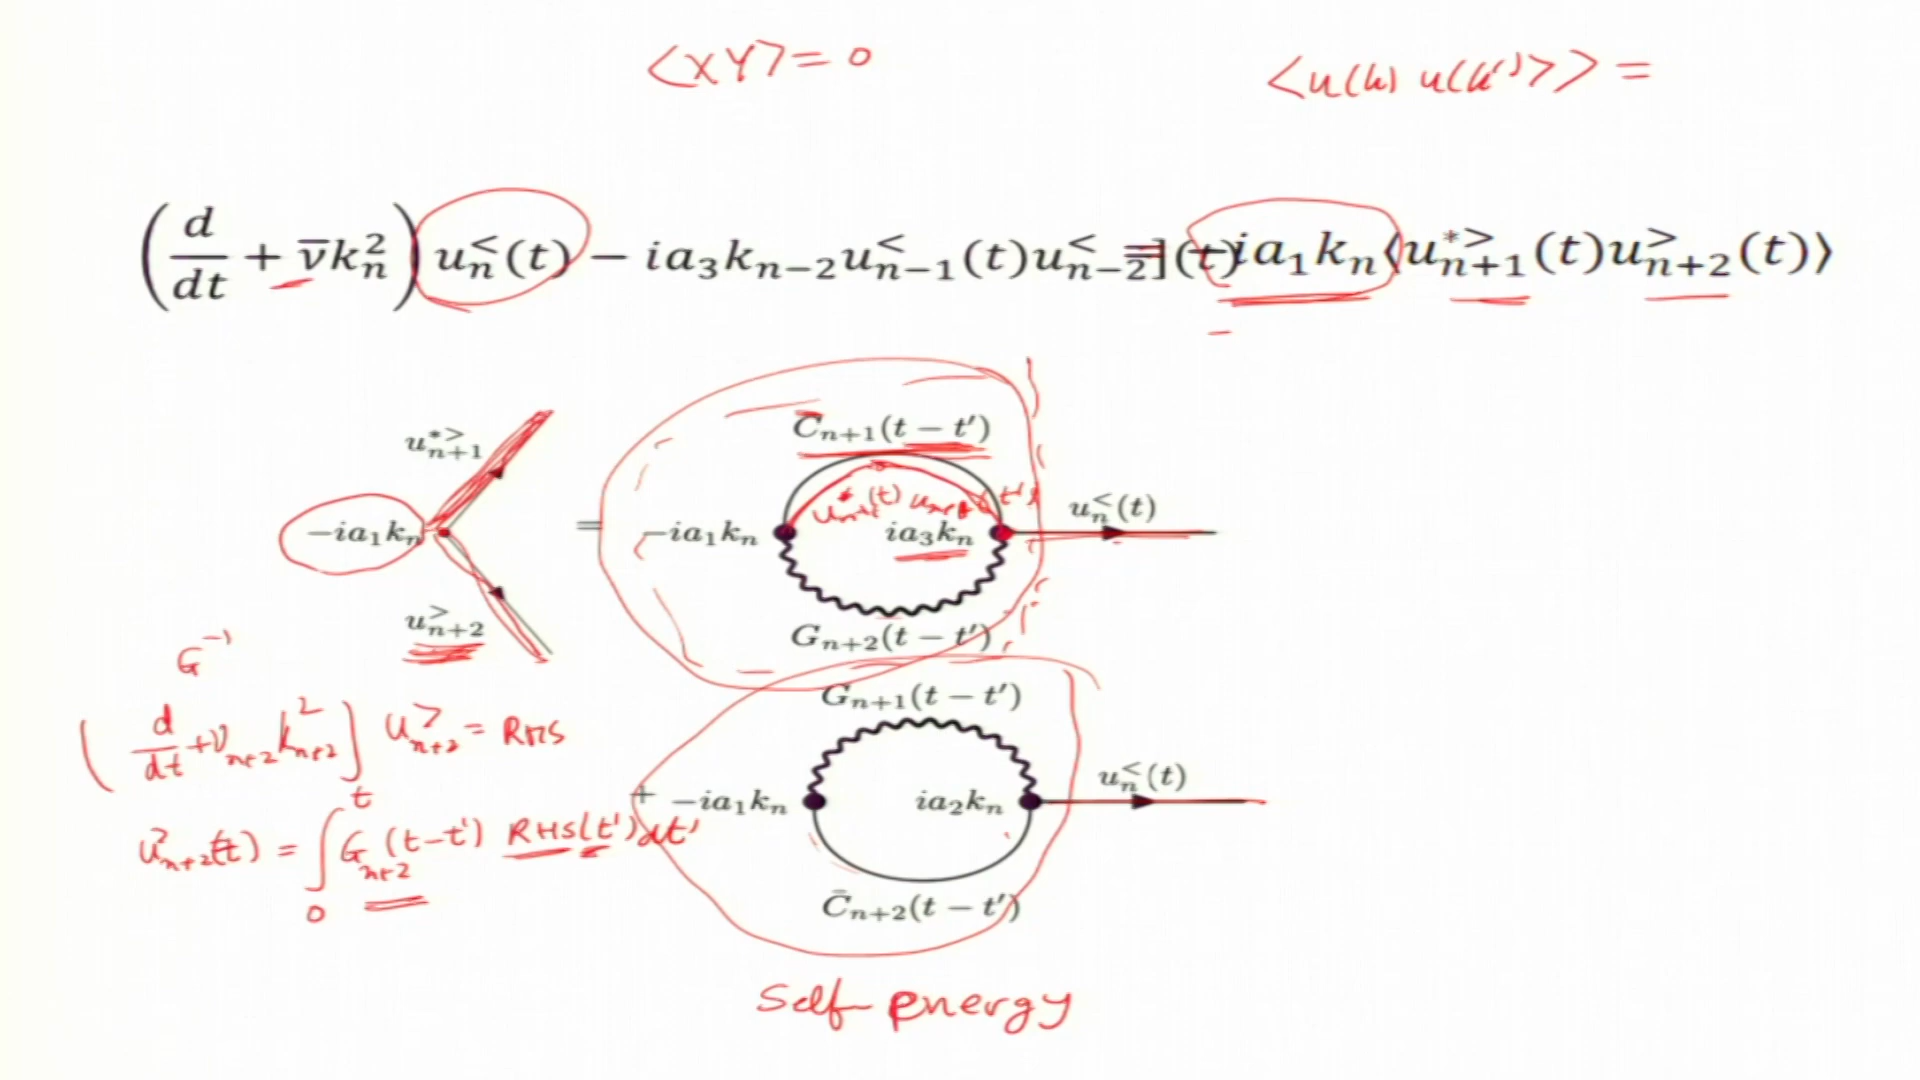 <XY> = 0 <u(k) u(k')>> =
(d/dt + ν̅k_n^2) u_n^<(t) − ia_3k_{n−2}u_{n−1}^<(t)u_{n−2}^<](t) = −ia_1k_n⟨u_{n+1}^{*>}(t)u_{n+2}^>(t)⟩
C̅_{n+1}(t − t′)
u_{n+1}^{*>}
u_n^<(t)
−ia_1k_n = −ia_1k_n ia_3k_n
u_{n+2}^>
G_{n+2}(t − t′)
G^{-1}
G_{n+1}(t − t′)
(d/dt + ν_{n+2} k_{n+2}^2] u_{n+2}^> = RHS
u_n^<(t)
+ −ia_1k_n ia_2k_n
u_{n+2}^>(t) = ∫_0^t G_{n+2}(t−t') RHS(t')dt'
C̅_{n+2}(t − t′)
Self energy